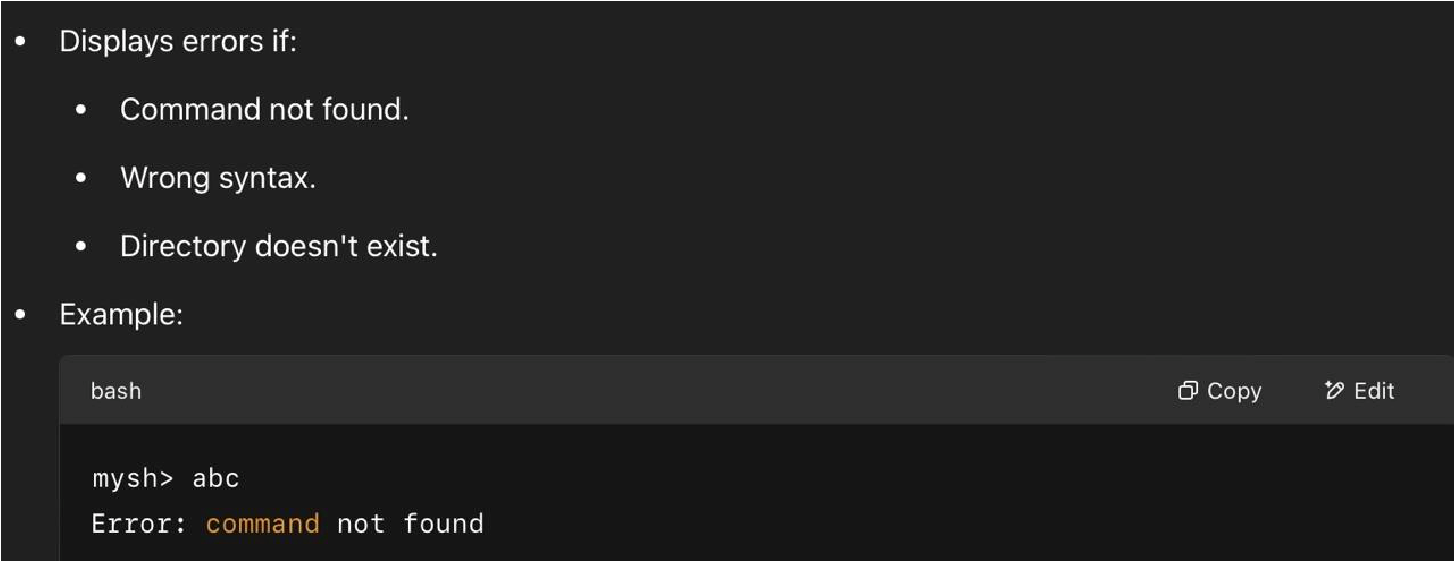 • Displays errors if:
• Command not found.
• Wrong syntax.
• Directory doesn't exist.
• Example:
bash Copy Edit
mysh> abc
Error: command not found